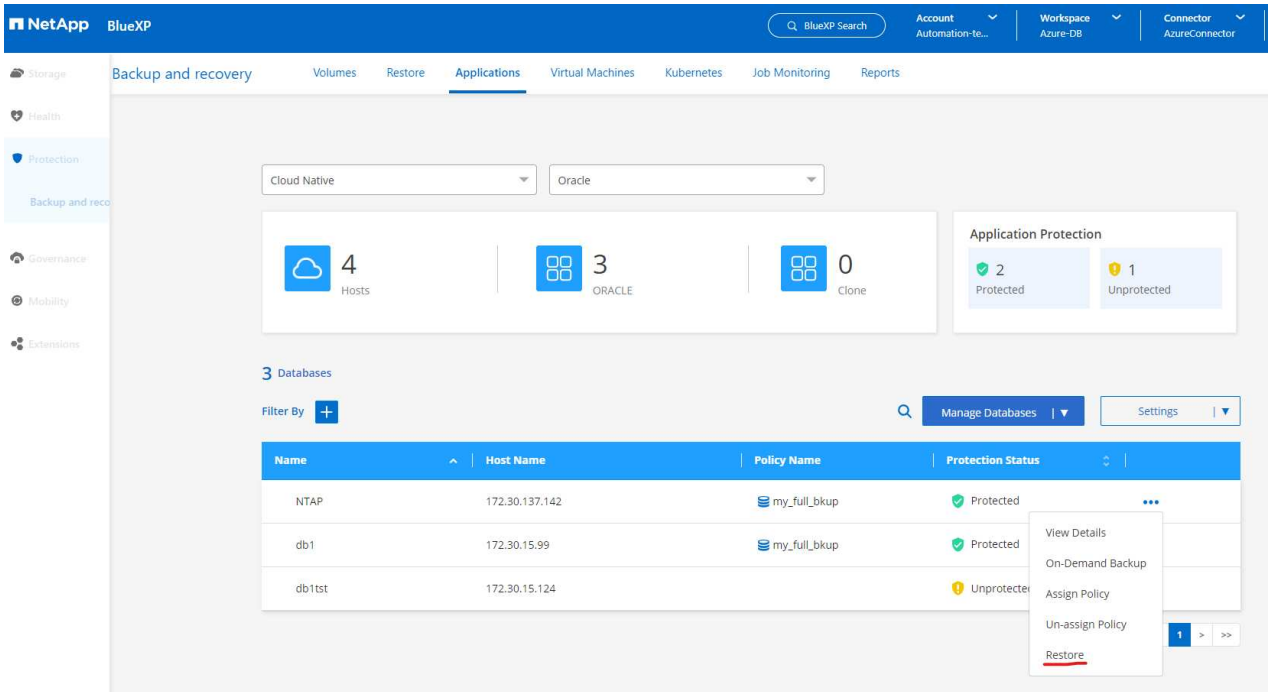 NetApp BlueXP
BlueXP Search
Account
Automation-te...
Workspace
Azure-DB
Connector
AzureConnector
Storage
Health
Protection
Backup and reco
Governance
Mobility
Extensions
Backup and recovery
Volumes Restore Applications Virtual Machines Kubernetes Job Monitoring Reports
Cloud Native Oracle
4
Hosts
3
ORACLE
0
Clone
Application Protection
2
Protected
1
Unprotected
3 Databases
Filter By +
Manage Databases Settings
Name Host Name Policy Name Protection Status
NTAP 172.30.137.142 my_full_bkup Protected
db1 172.30.15.99 my_full_bkup Protected
db1tst 172.30.15.124 Unprotected
View Details
On-Demand Backup
Assign Policy
Un-assign Policy
Restore
1 > >>